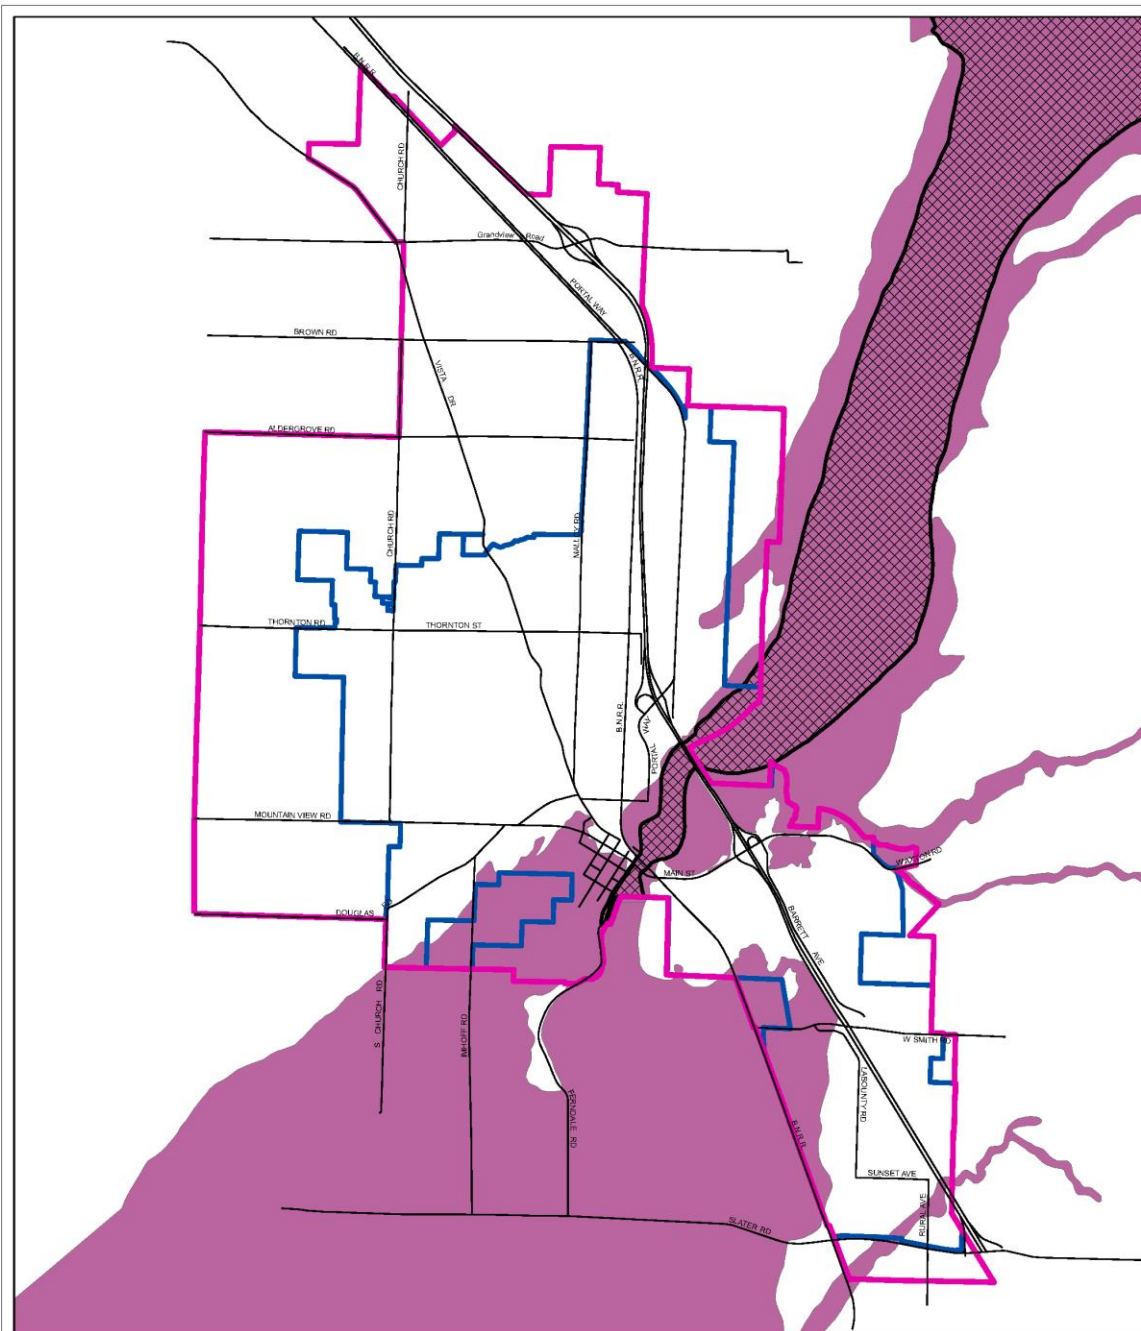 B.N.R.R.
CHURCH RD
Grandview Road
PORTAL WAY
BROWN RD
B.N.R.R.
VISTA DR
ALDERGROVE RD
CHURCH RD
MALLOY RD
THORNTON RD
THORNTON ST
B.N.R.R.
PORTAL WAY
MOUNTAIN VIEW RD
MAIN ST
DOUGLAS RD
BARRETT AVE
S CHURCH RD
IMHOFF RD
W SMITH RD
LABOUNTY RD
FERNDALE RD
B.N.R.R.
SUNSET AVE
RURAL AVE
SLATER RD